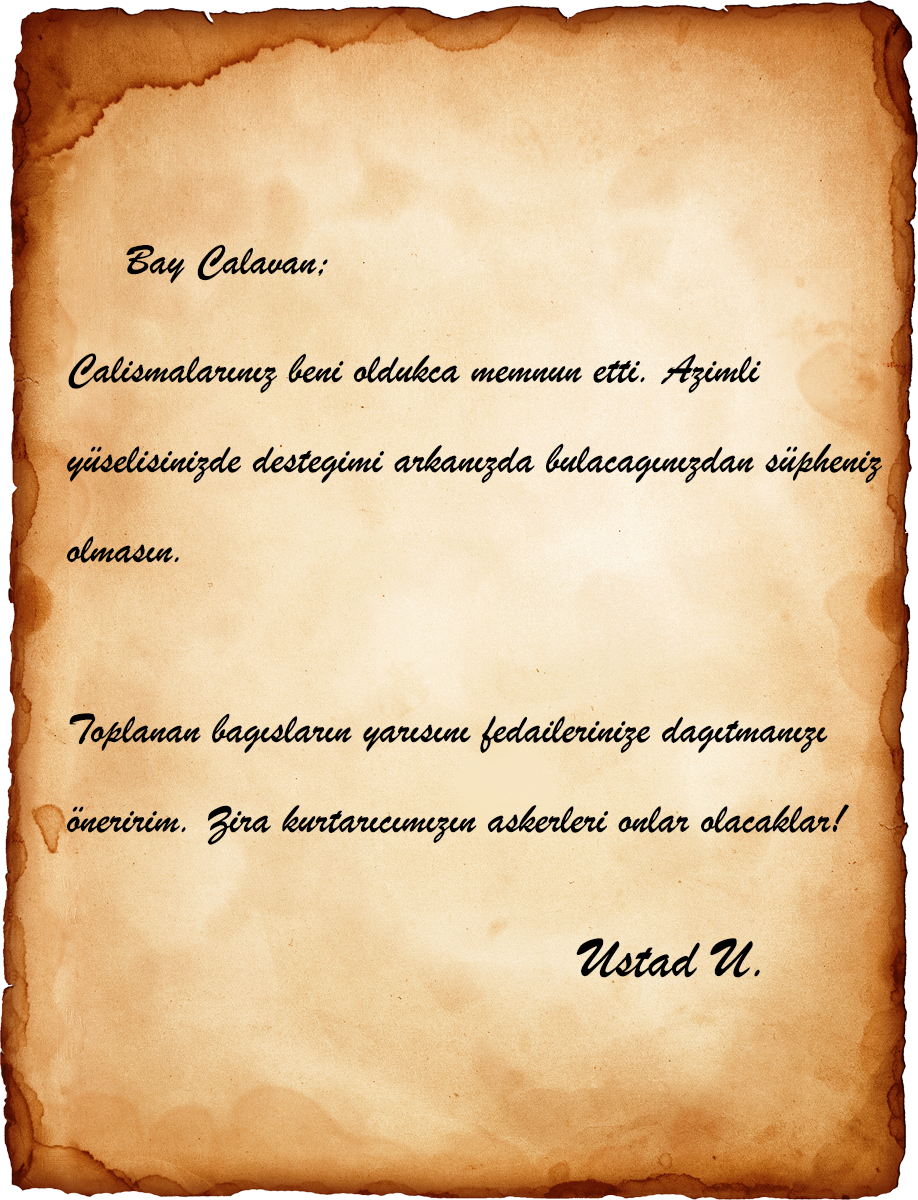 Bay Calavan;
Calismalarınız beni oldukca memnun etti. Azimli
yüselisinizde destegimi arkanızda bulacagınızdan süpheniz
olmasın.
Toplanan bagısların yarısını fedailerinize dagıtmanızı
öneririm. Zira kurtarıcımızın askerleri onlar olacaklar!
Ustad U.